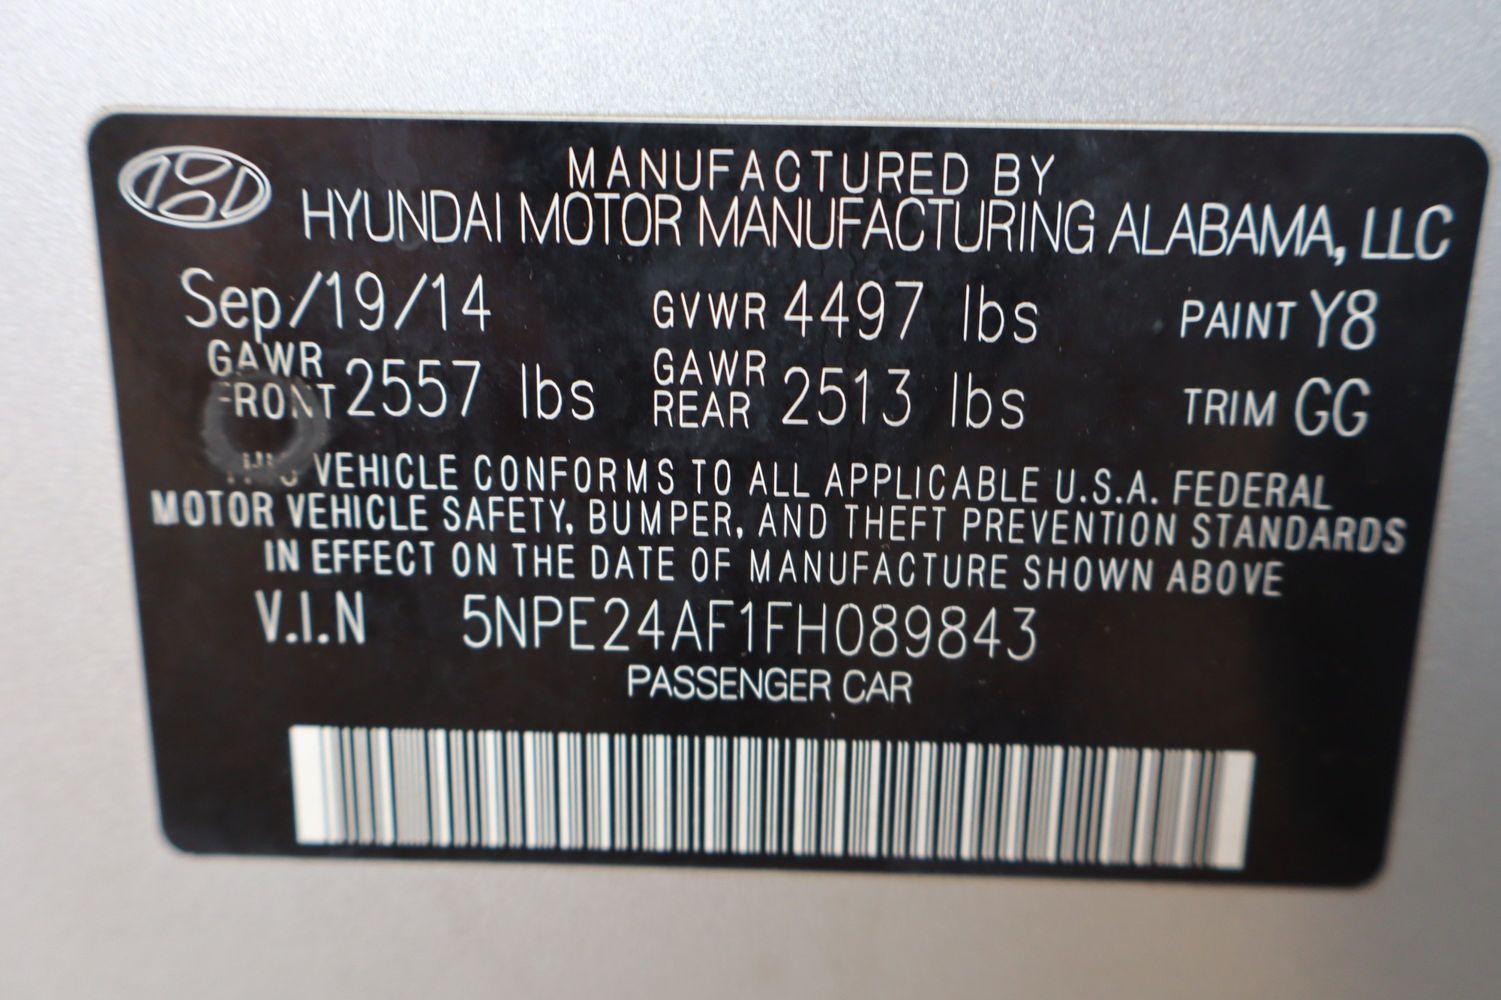 MANUFACTURED BY
HYUNDAI MOTOR MANUFACTURING ALABAMA, LLC
Sep/19/14 GVWR 4497 lbs PAINT Y8
GAWR FRONT 2557 lbs GAWR REAR 2513 lbs TRIM GG
THIS VEHICLE CONFORMS TO ALL APPLICABLE U.S.A. FEDERAL
MOTOR VEHICLE SAFETY, BUMPER, AND THEFT PREVENTION STANDARDS
IN EFFECT ON THE DATE OF MANUFACTURE SHOWN ABOVE
V.I.N 5NPE24AF1FH089843
PASSENGER CAR